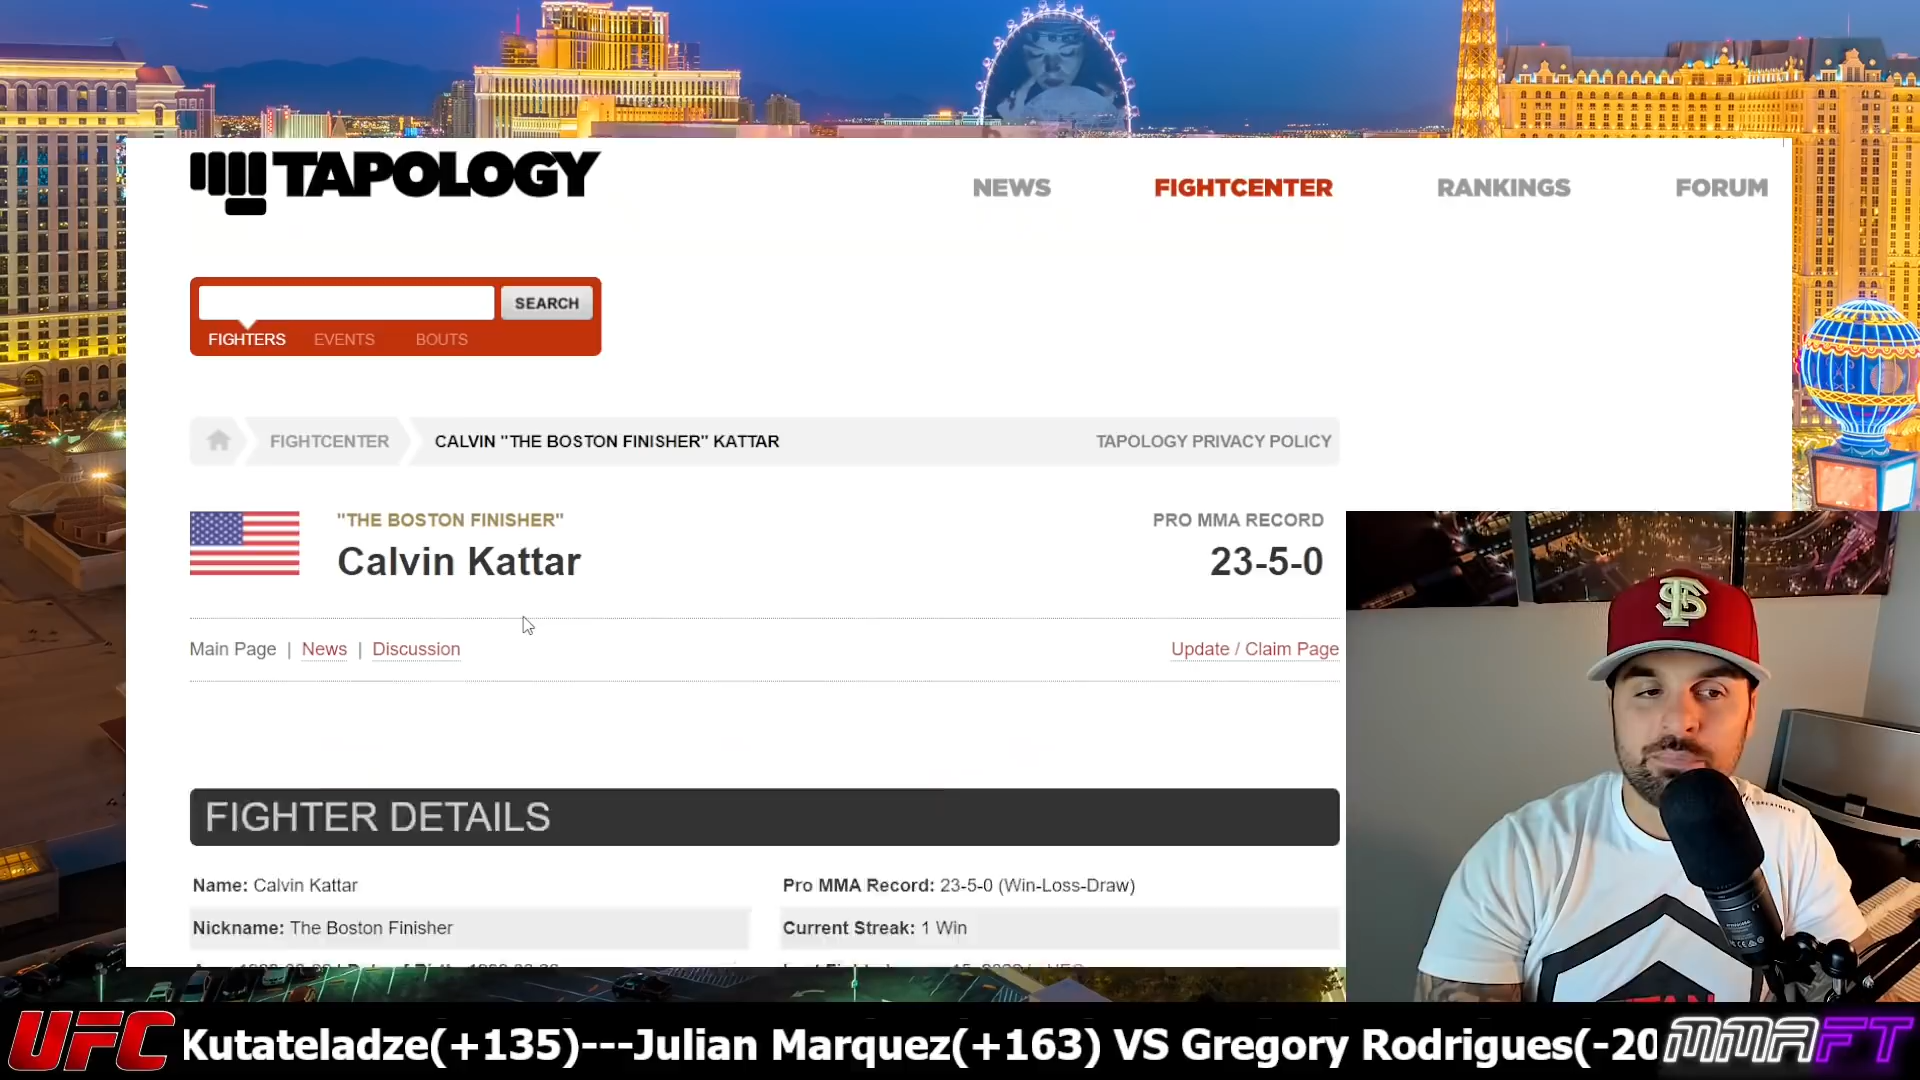 TAPOLOGY
NEWS
FIGHTCENTER
RANKINGS
FORUM
SEARCH
FIGHTERS
EVENTS
BOUTS
FIGHTCENTER
CALVIN "THE BOSTON FINISHER" KATTAR
TAPOLOGY PRIVACY POLICY
"THE BOSTON FINISHER"
Calvin Kattar
PRO MMA RECORD
23-5-0
Main Page | News | Discussion
Update / Claim Page
FIGHTER DETAILS
Name: Calvin Kattar
Pro MMA Record: 23-5-0 (Win-Loss-Draw)
Nickname: The Boston Finisher
Current Streak: 1 Win
UFC
Kutateladze(+135)---Julian Marquez(+163) VS Gregory Rodrigues(-20
MMAFT